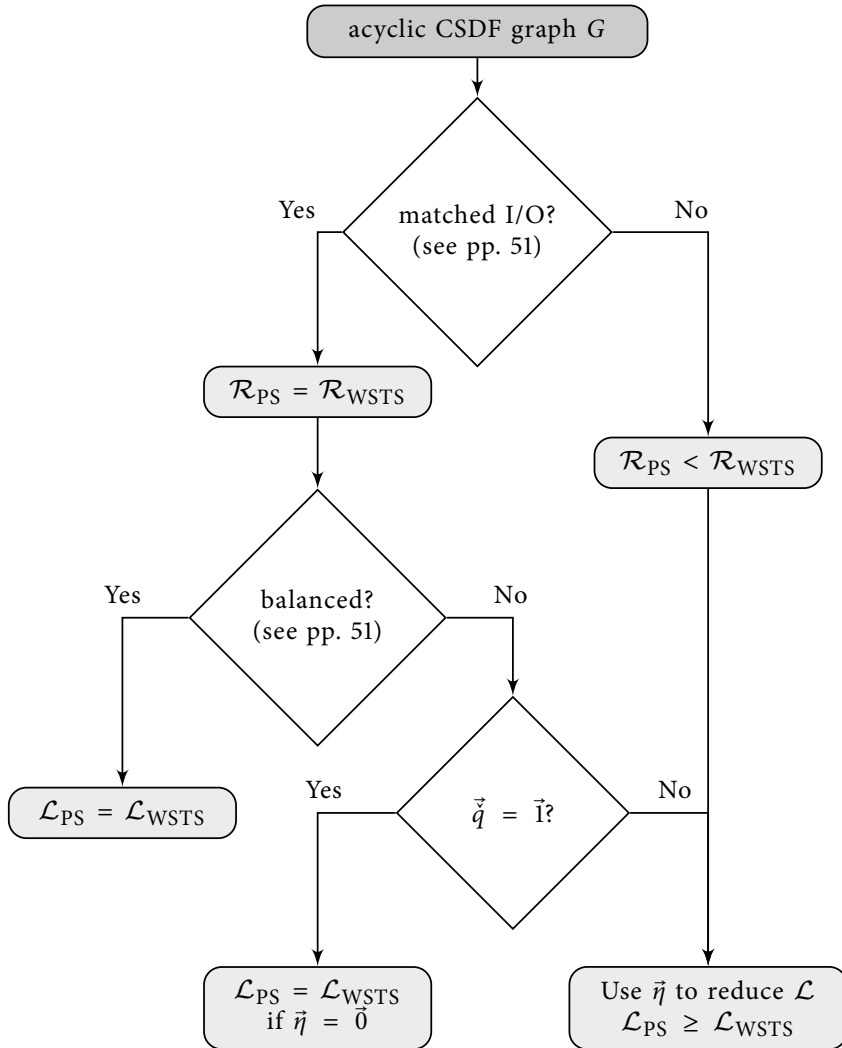 acyclic CSDF graph G
Yes
matched I/O?
(see pp. 51)
No
ℛ_PS = ℛ_WSTS
ℛ_PS < ℛ_WSTS
Yes
balanced?
(see pp. 51)
No
ℒ_PS = ℒ_WSTS
Yes
q̌⃗ = 1⃗?
No
ℒ_PS = ℒ_WSTS
if η⃗ = 0⃗
Use η⃗ to reduce ℒ
ℒ_PS ≥ ℒ_WSTS